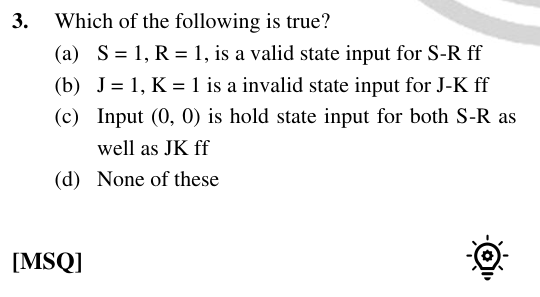 3. Which of the following is true?
(a) S = 1, R = 1, is a valid state input for S-R ff
(b) J = 1, K = 1 is a invalid state input for J-K ff
(c) Input (0, 0) is hold state input for both S-R as
well as JK ff
(d) None of these
[MSQ]